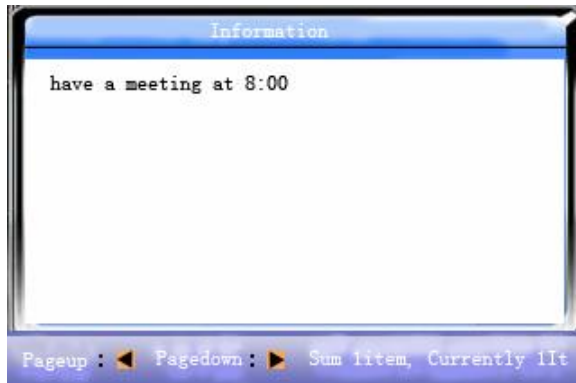 Information
have a meeting at 8:00
Pageup : Pagedown : Sum 1item, Currently 1It